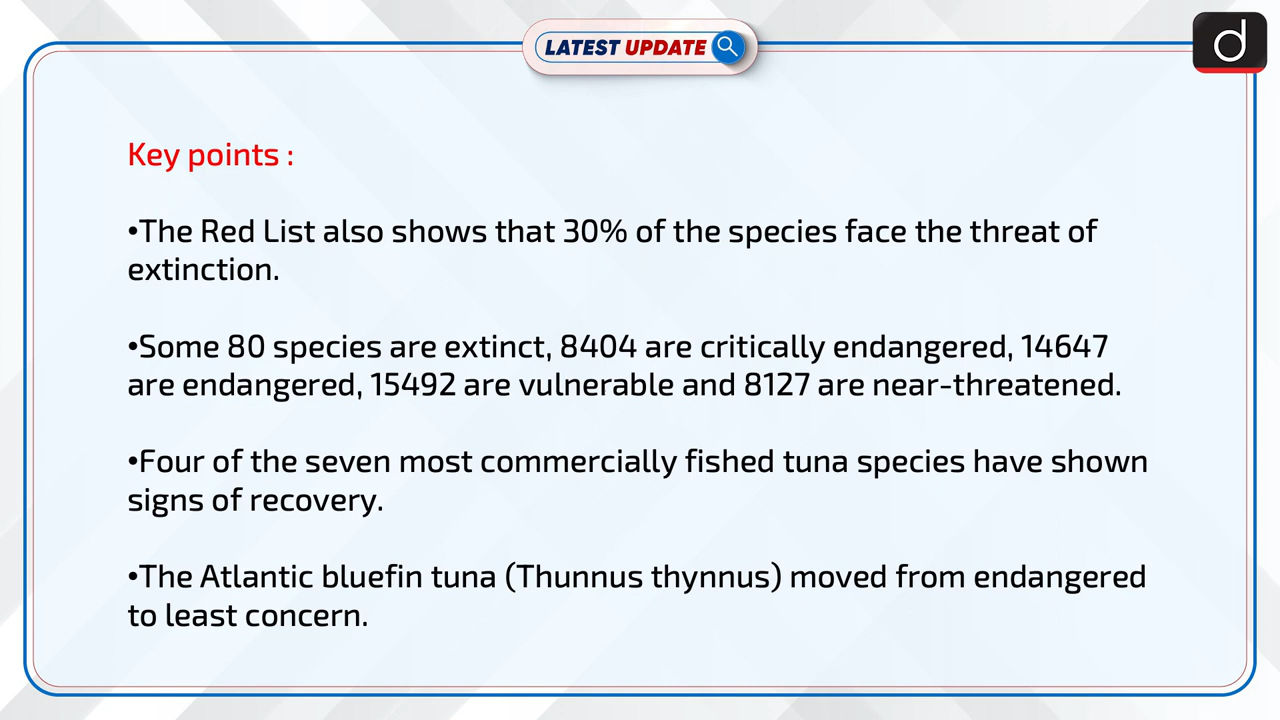 LATEST UPDATE
d
Key points :
•The Red List also shows that 30% of the species face the threat of
extinction.
•Some 80 species are extinct, 8404 are critically endangered, 14647
are endangered, 15492 are vulnerable and 8127 are near-threatened.
•Four of the seven most commercially fished tuna species have shown
signs of recovery.
•The Atlantic bluefin tuna (Thunnus thynnus) moved from endangered
to least concern.